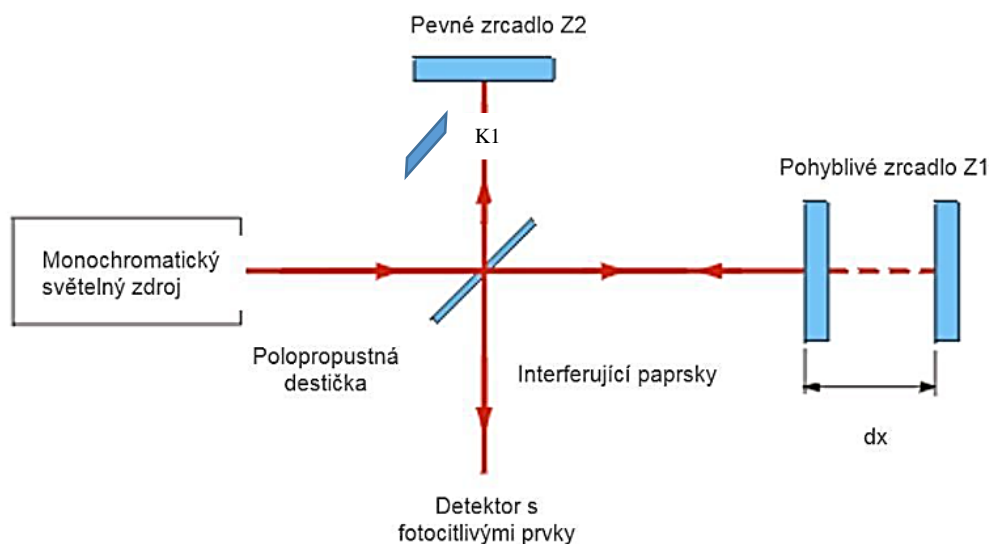 Pevné zrcadlo Z2
K1
Pohyblivé zrcadlo Z1
Monochromatický
světelný zdroj
Polopropustná
destička
Interferující paprsky
dx
Detektor s
fotocitlivými prvky